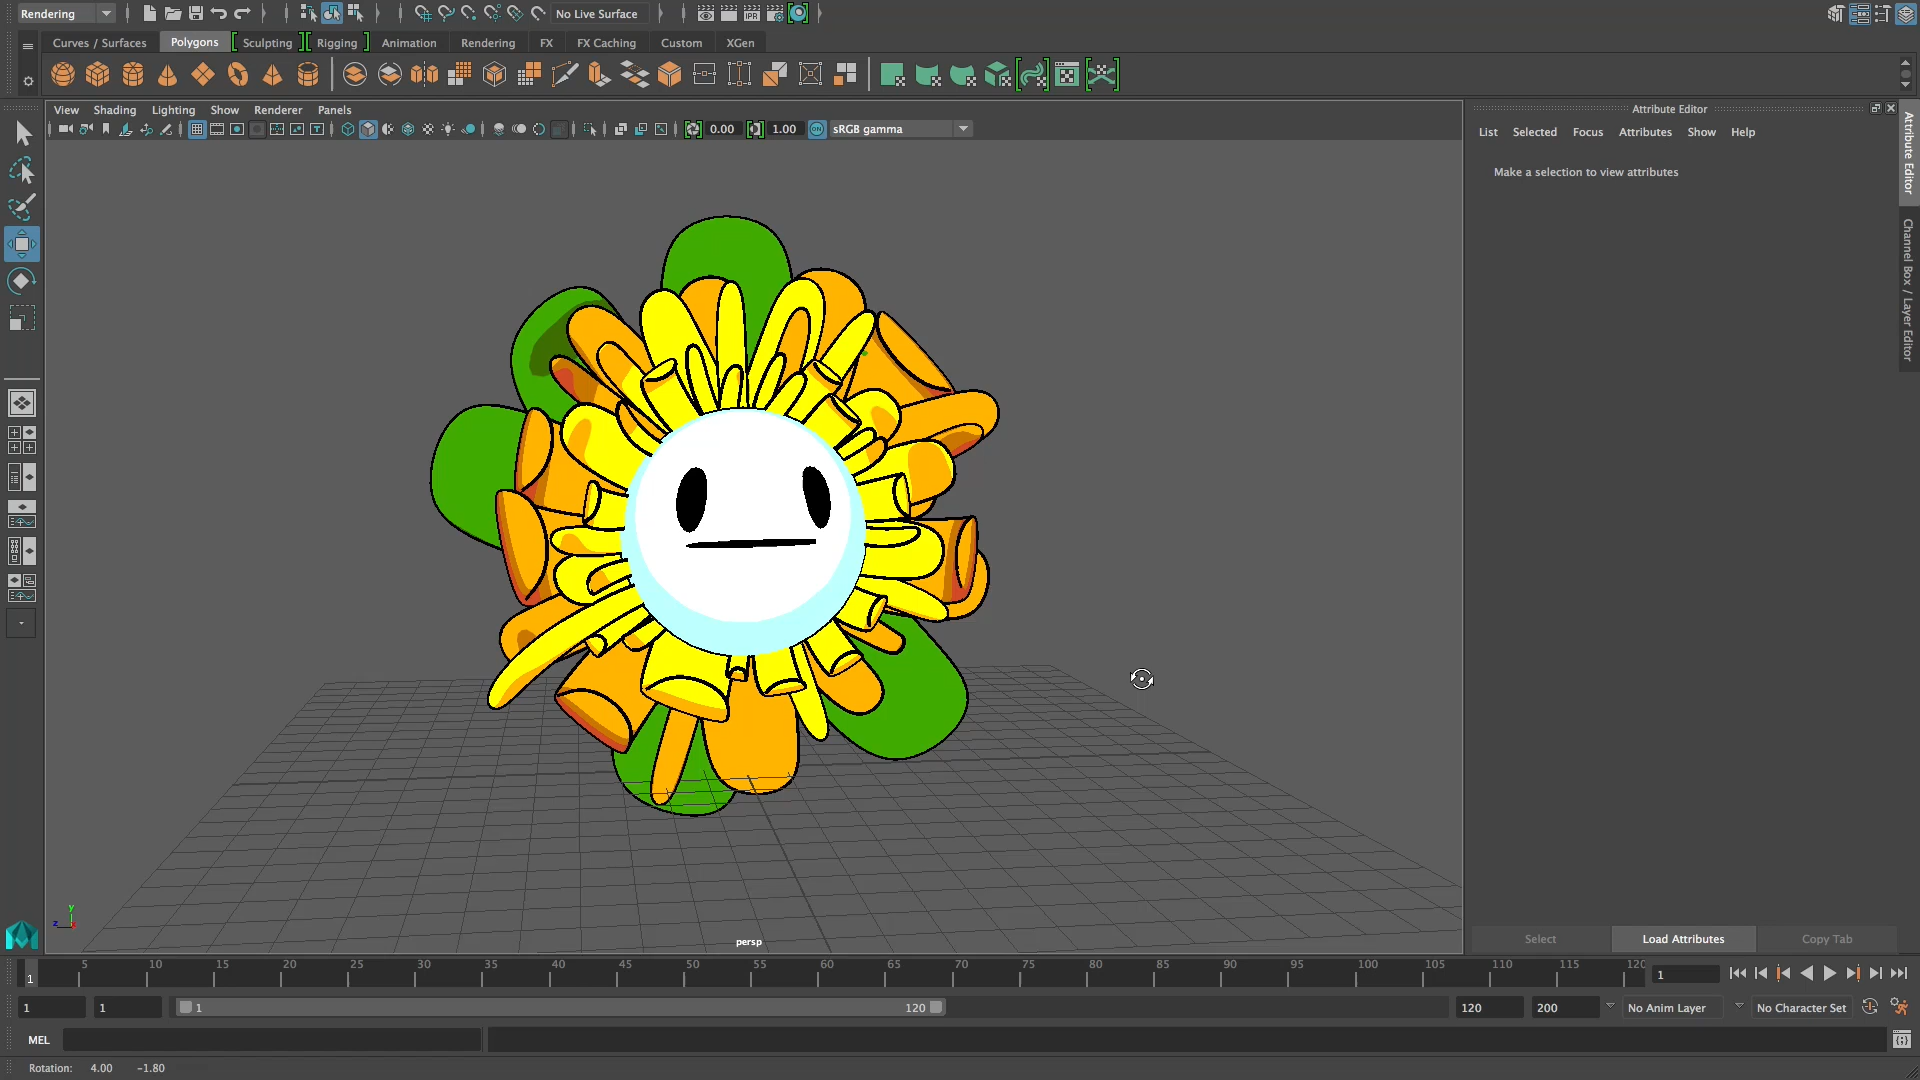 Rendering
No Live Surface
IPR
Curves / Surfaces Polygons Sculpting Rigging Animation Rendering FX FX Caching Custom XGen
View Shading Lighting Show Renderer Panels
0.00 1.00 ON sRGB gamma
Attribute Editor
List Selected Focus Attributes Show Help
Make a selection to view attributes
Attribute Editor
Channel Box / Layer Editor
y
z
persp
Select Load Attributes Copy Tab
1 5 10 15 20 25 30 35 40 45 50 55 60 65 70 75 80 85 90 95 100 105 110 115 120 1
1 1 1 120 120 200 No Anim Layer No Character Set
MEL
Rotation: 4.00 -1.80